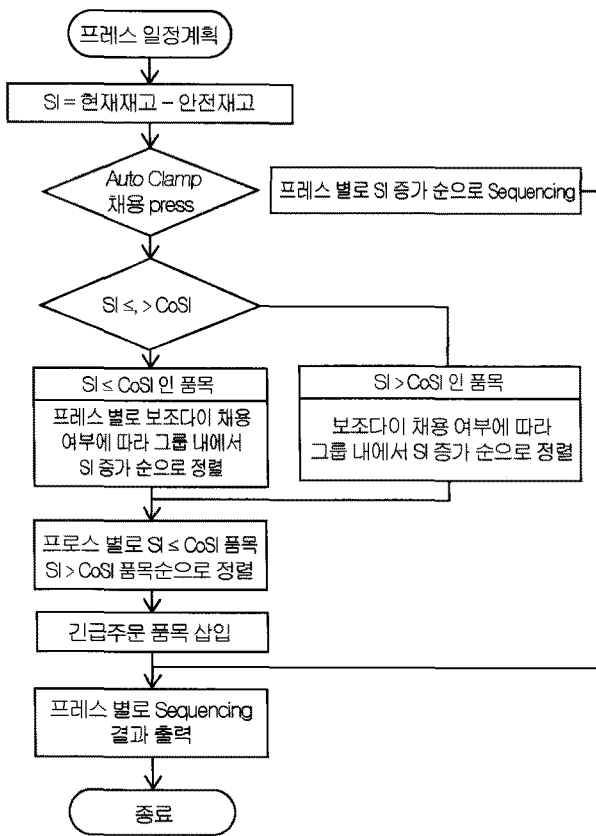 프레스 일정계획
SI = 현재재고 - 안전재고
Auto Clamp
채용 press
프레스 별로 SI 증가 순으로 Sequencing
SI ≤, > CoSI
SI ≤ CoSI 인 품목
프레스 별로 보조다이 채용
여부에 따라 그룹 내에서
SI 증가 순으로 정렬
SI > CoSI 인 품목
보조다이 채용 여부에 따라
그룹 내에서 SI 증가 순으로 정렬
프로스 별로 SI ≤ CoSI 품목
SI > CoSI 품목순으로 정렬
긴급주문 품목 삽입
프레스 별로 Sequencing
결과 출력
종료